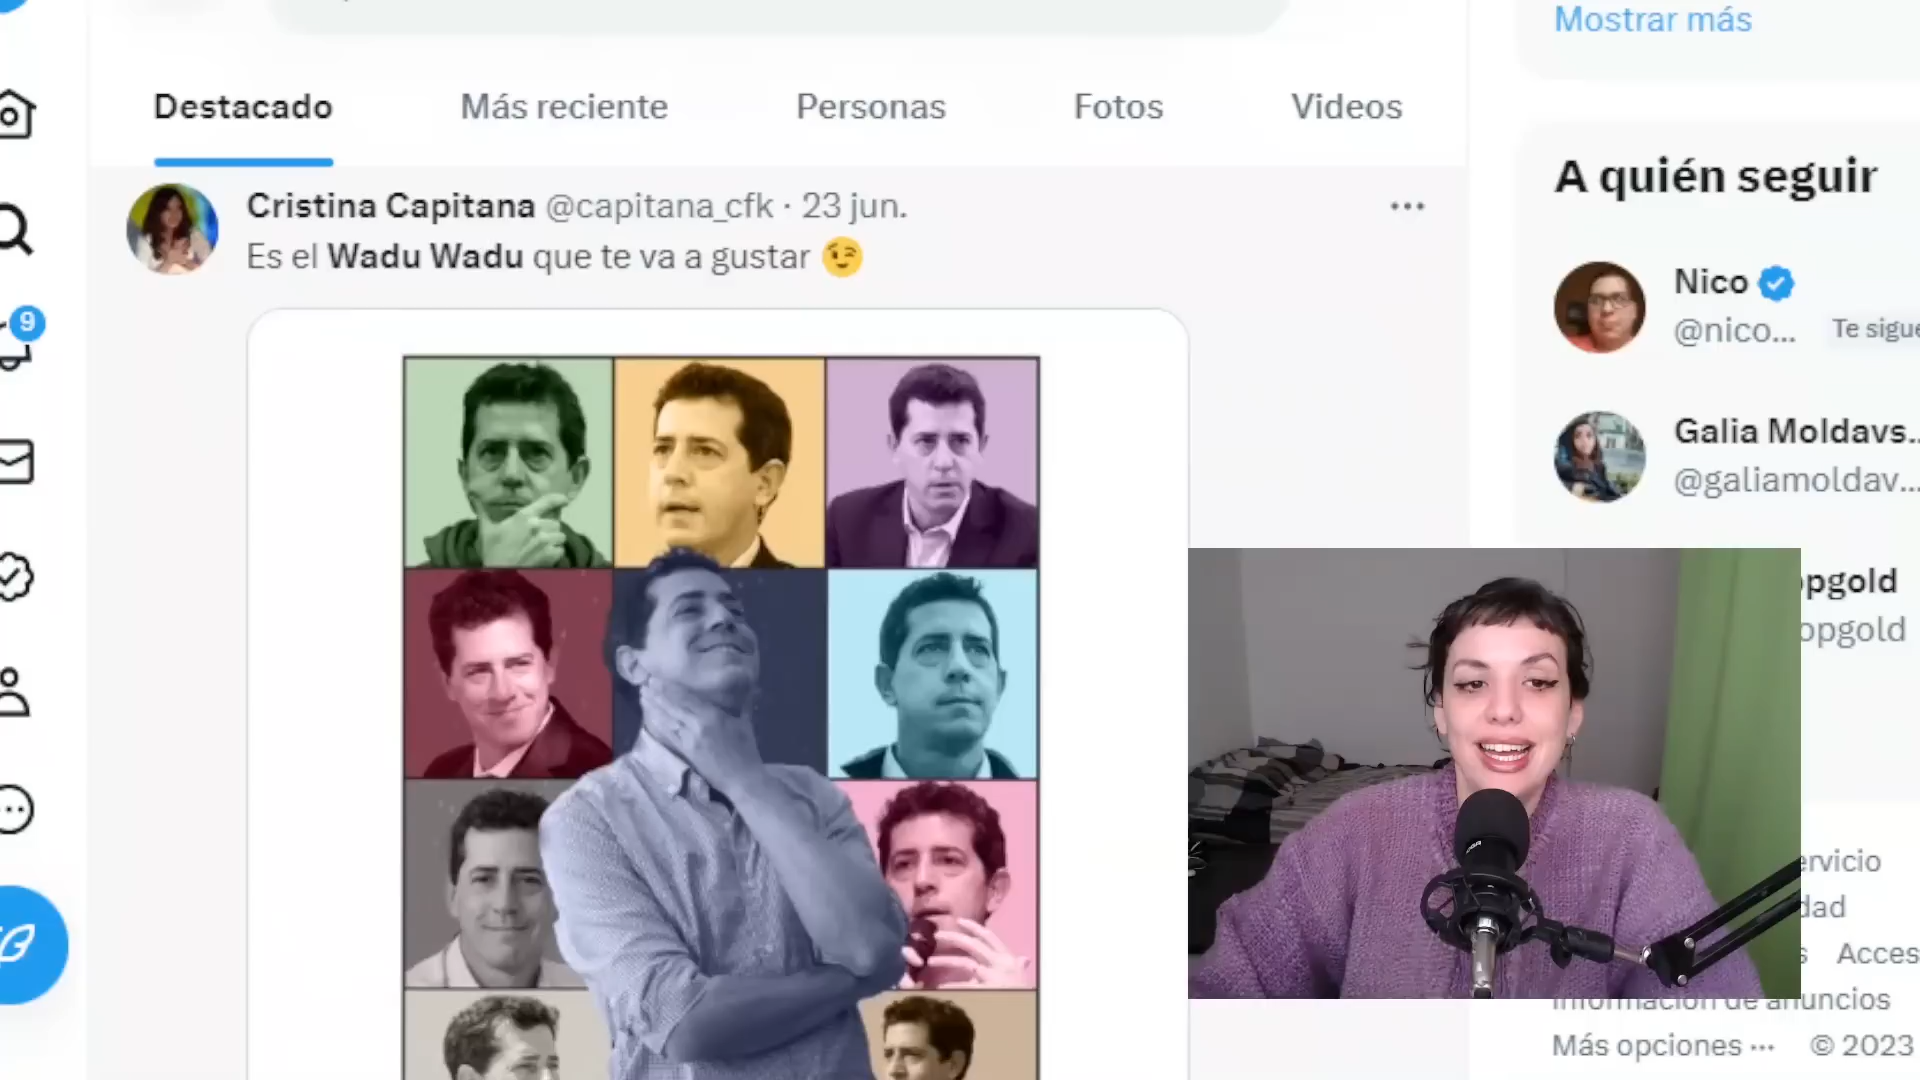 Mostrar más
Destacado
Más reciente
Personas
Fotos
Videos
Cristina Capitana @capitana_cfk · 23 jun.
Es el Wadu Wadu que te va a gustar 😉
9
A quién seguir
Nico
@nico... Te sigue
Galia Moldavs...
@galiamoldav...
opgold
opgold
ervicio
dad
s Acces
Información de anuncios
Más opciones ··· © 2023